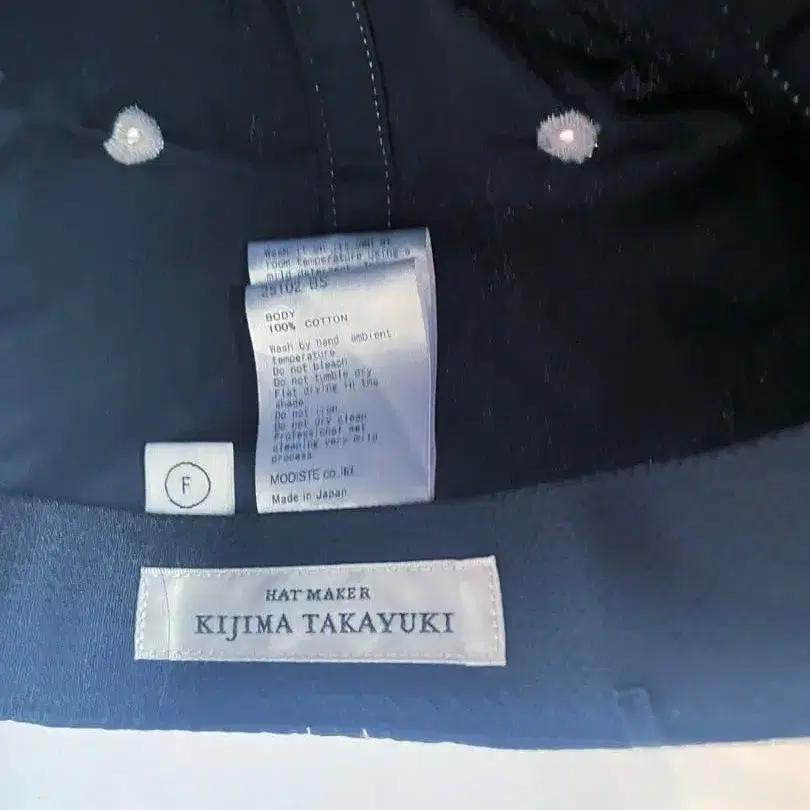 Wash it on its own at
room temperature using a
mild detergent
BODY
100% COTTON
Wash by hand ambient
temperature
Do not bleach
Do not tumble dry
Flat drying in the
shade
Do not iron
Do not dry clean
Professional wet
cleaning very mild
process
MODISTE co.,ltd
Made in Japan
F
HAT MAKER
KIJIMA TAKAYUKI